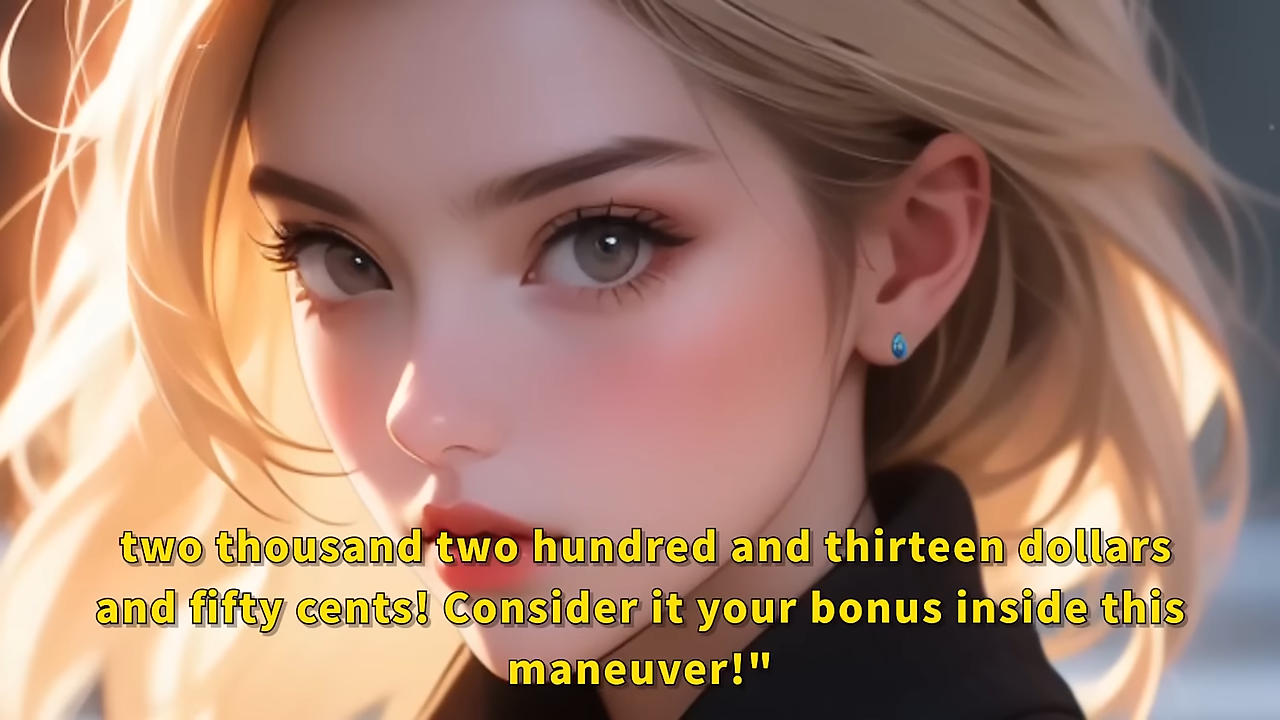 two thousand two hundred and thirteen dollars
and fifty cents! Consider it your bonus inside this
maneuver!"